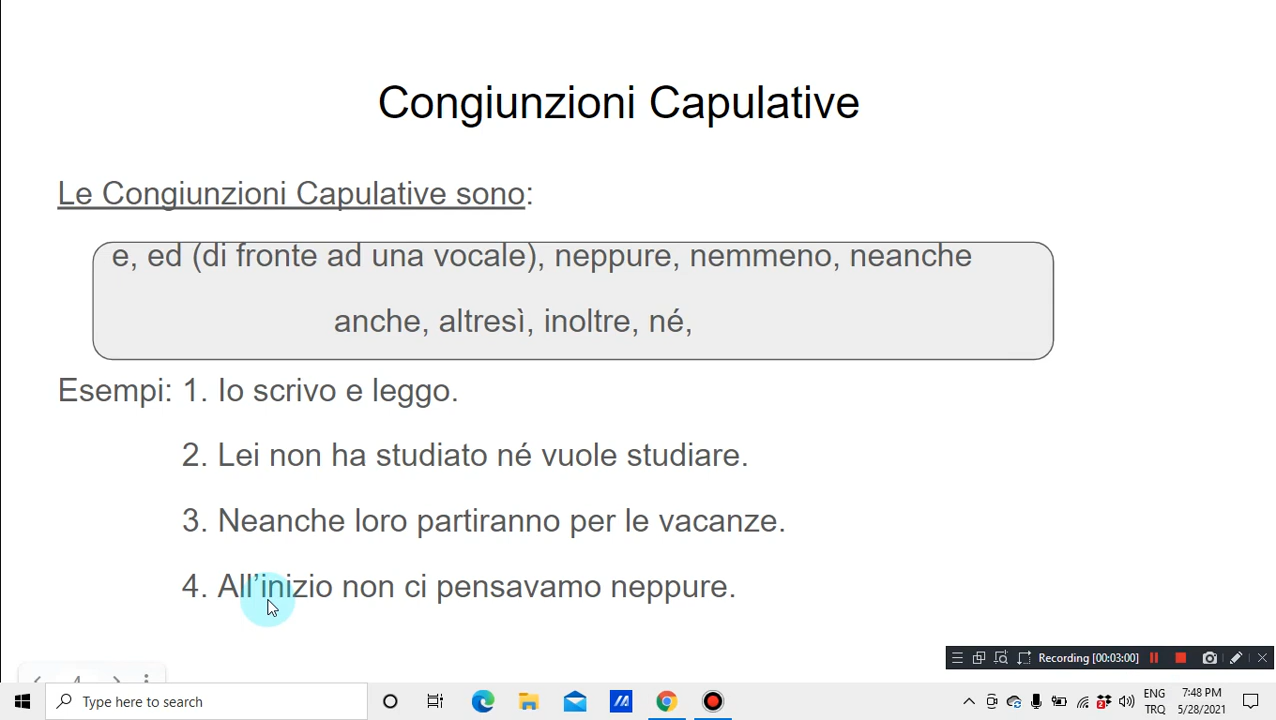 Congiunzioni Capulative
Le Congiunzioni Capulative sono:
e, ed (di fronte ad una vocale), neppure, nemmeno, neanche
anche, altresì, inoltre, né,
Esempi: 1. Io scrivo e leggo.
2. Lei non ha studiato né vuole studiare.
3. Neanche loro partiranno per le vacanze.
4. All’inizio non ci pensavamo neppure.
Recording [00:03:00]
Type here to search
ENG
TRQ
7:48 PM
5/28/2021